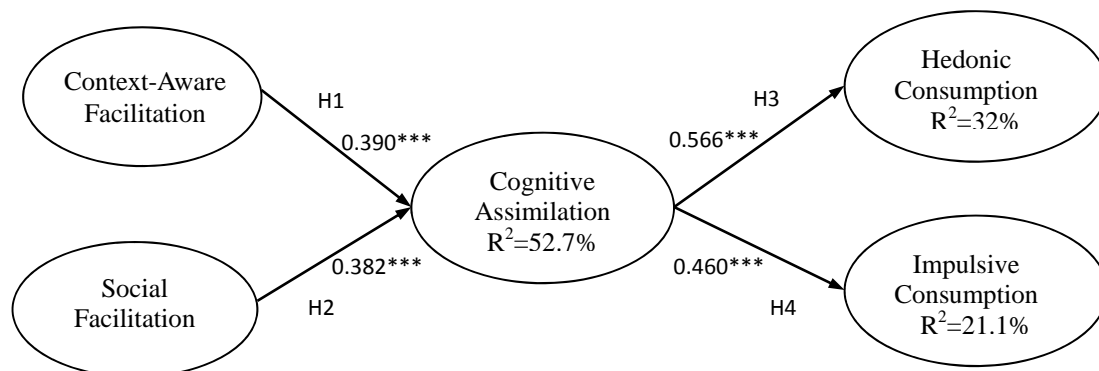 Context-Aware
Facilitation
H1
0.390***
Social
Facilitation
0.382***
H2
Cognitive
Assimilation
R²=52.7%
H3
0.566***
0.460***
H4
Hedonic
Consumption
R²=32%
Impulsive
Consumption
R²=21.1%